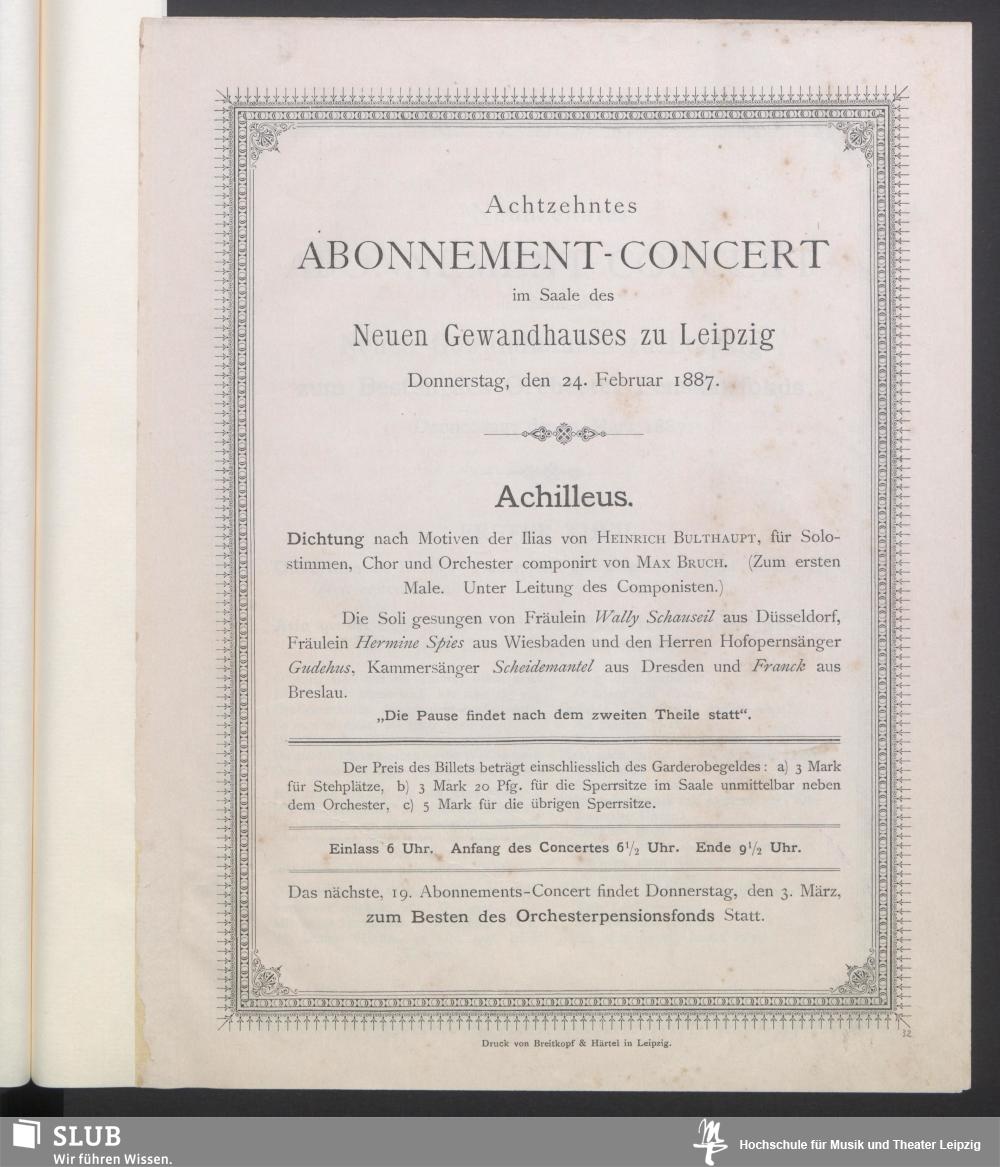 Achtzehntes
ABONNEMENT-CONCERT
im Saale des
Neuen Gewandhauses zu Leipzig
Donnerstag, den 24. Februar 1887.
Achilleus.
Dichtung nach Motiven der Ilias von HEINRICH BULTHAUPT, für Solo-
stimmen, Chor und Orchester componirt von MAX BRUCH. (Zum ersten
Male. Unter Leitung des Componisten.)
Die Soli gesungen von Fräulein Wally Schauseil aus Düsseldorf,
Fräulein Hermine Spies aus Wiesbaden und den Herren Hofopernsänger
Gudehus, Kammersänger Scheidemantel aus Dresden und Franck aus
Breslau.
„Die Pause findet nach dem zweiten Theile statt“.
Der Preis des Billets beträgt einschliesslich des Garderobegeldes: a) 3 Mark
für Stehplätze, b) 3 Mark 20 Pfg. für die Sperrsitze im Saale unmittelbar neben
dem Orchester, c) 5 Mark für die übrigen Sperrsitze.
Einlass 6 Uhr. Anfang des Concertes 6½ Uhr. Ende 9½ Uhr.
Das nächste, 19. Abonnements-Concert findet Donnerstag, den 3. März,
zum Besten des Orchesterpensionsfonds Statt.
Druck von Breitkopf & Härtel in Leipzig.
32
SLUB
Wir führen Wissen.
Hochschule für Musik und Theater Leipzig